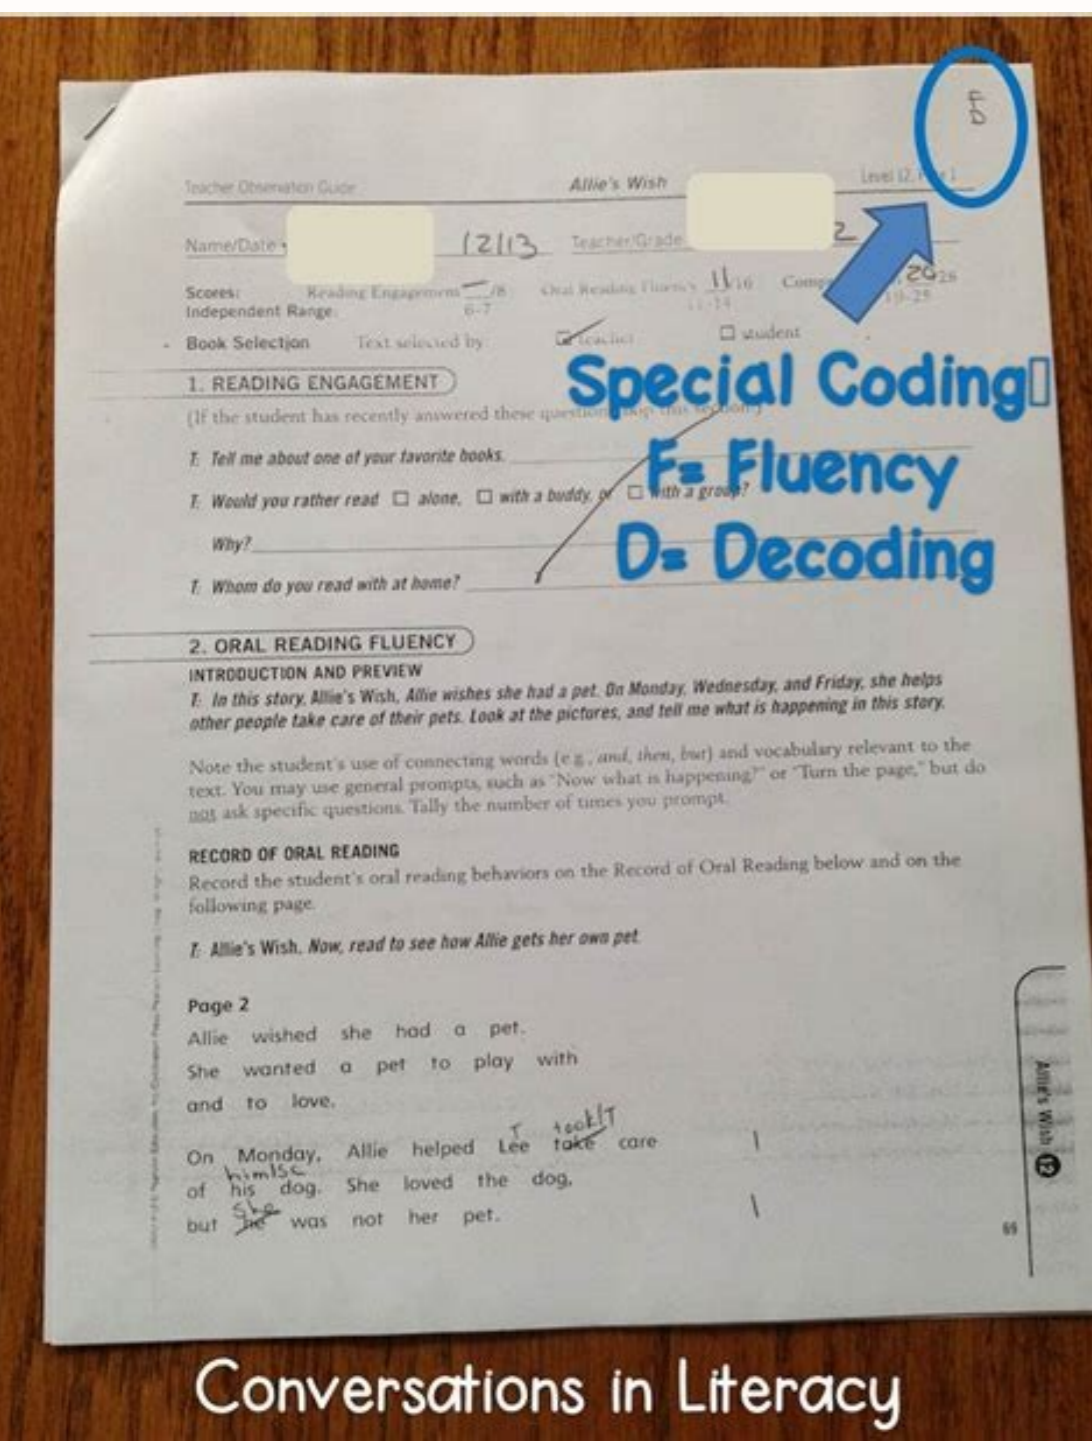 F
D
Teacher Observation Guide Allie's Wish Level 12, 1
Name/Date 12/13 Teacher/Grade 2
Scores: Reading Engagement /8 Oral Reading Fluency 11/16 20/28
Independent Range: 6-7 11-14 19-25
Book Selection Text selected by: teacher student
Special Coding
F= Fluency
D= Decoding
1. READING ENGAGEMENT
(If the student has recently answered these questions, skip this section.)
T: Tell me about one of your favorite books.
T: Would you rather read ☐ alone, ☐ with a buddy, or ☐ with a group?
Why?
T: Whom do you read with at home?
2. ORAL READING FLUENCY
INTRODUCTION AND PREVIEW
T: In this story, Allie's Wish, Allie wishes she had a pet. On Monday, Wednesday, and Friday, she helps
other people take care of their pets. Look at the pictures, and tell me what is happening in this story.
Note the student's use of connecting words (e.g., and, then, but) and vocabulary relevant to the
text. You may use general prompts, such as "Now what is happening?" or "Turn the page," but do
not ask specific questions. Tally the number of times you prompt.
RECORD OF ORAL READING
Record the student's oral reading behaviors on the Record of Oral Reading below and on the
following page.
T: Allie's Wish. Now, read to see how Allie gets her own pet.
Page 2
Allie wished she had a pet.
She wanted a pet to play with
and to love.
T took/T
On Monday, Allie helped Lee take care |
him/sc
of his dog. She loved the dog,
she
but he was not her pet. |
Allie's Wish 12
69
Conversations in Literacy